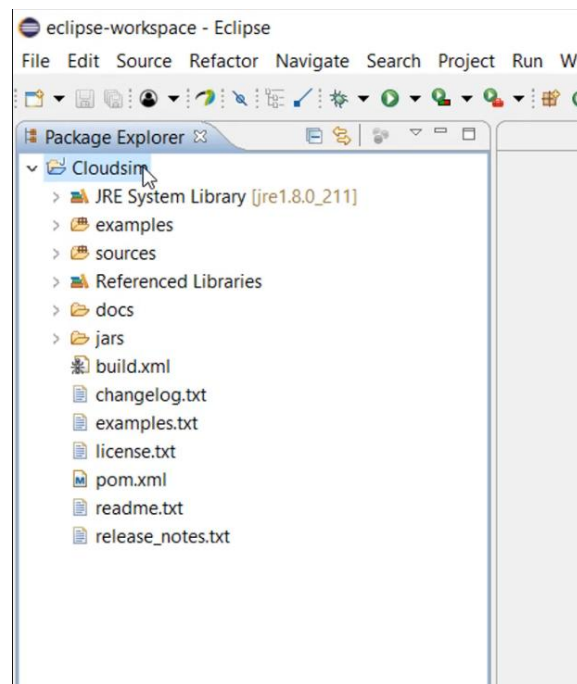 eclipse-workspace - Eclipse
File Edit Source Refactor Navigate Search Project Run W
Package Explorer
Cloudsim
JRE System Library [jre1.8.0_211]
examples
sources
Referenced Libraries
docs
jars
build.xml
changelog.txt
examples.txt
license.txt
pom.xml
readme.txt
release_notes.txt